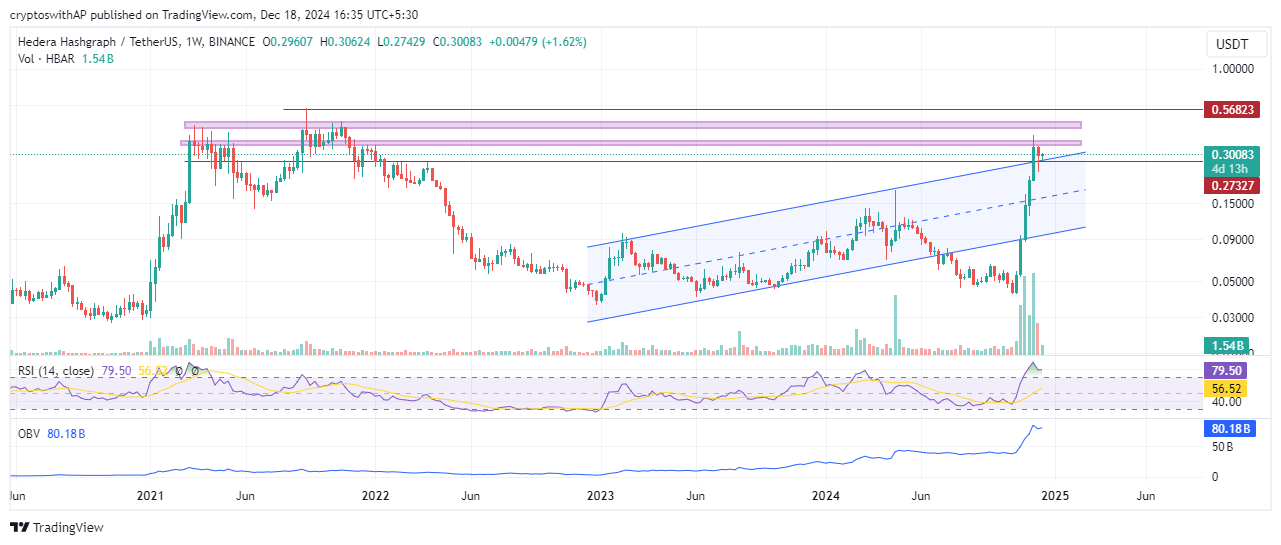 cryptoswithAP published on TradingView.com, Dec 18, 2024 16:35 UTC+5:30
Hedera Hashgraph / TetherUS, 1W, BINANCE O0.29607 H0.30624 L0.27429 C0.30083 +0.00479 (+1.62%)
Vol · HBAR 1.54B
USDT
1.00000
0.56823
0.30083
4d 13h
0.27327
0.15000
0.09000
0.05000
0.03000
1.54B
RSI (14, close) 79.50 56.52 Ø Ø
79.50
56.52
40.00
OBV 80.18B
80.18B
50B
0
Jun 2021 Jun 2022 Jun 2023 Jun 2024 Jun 2025 Jun
TradingView